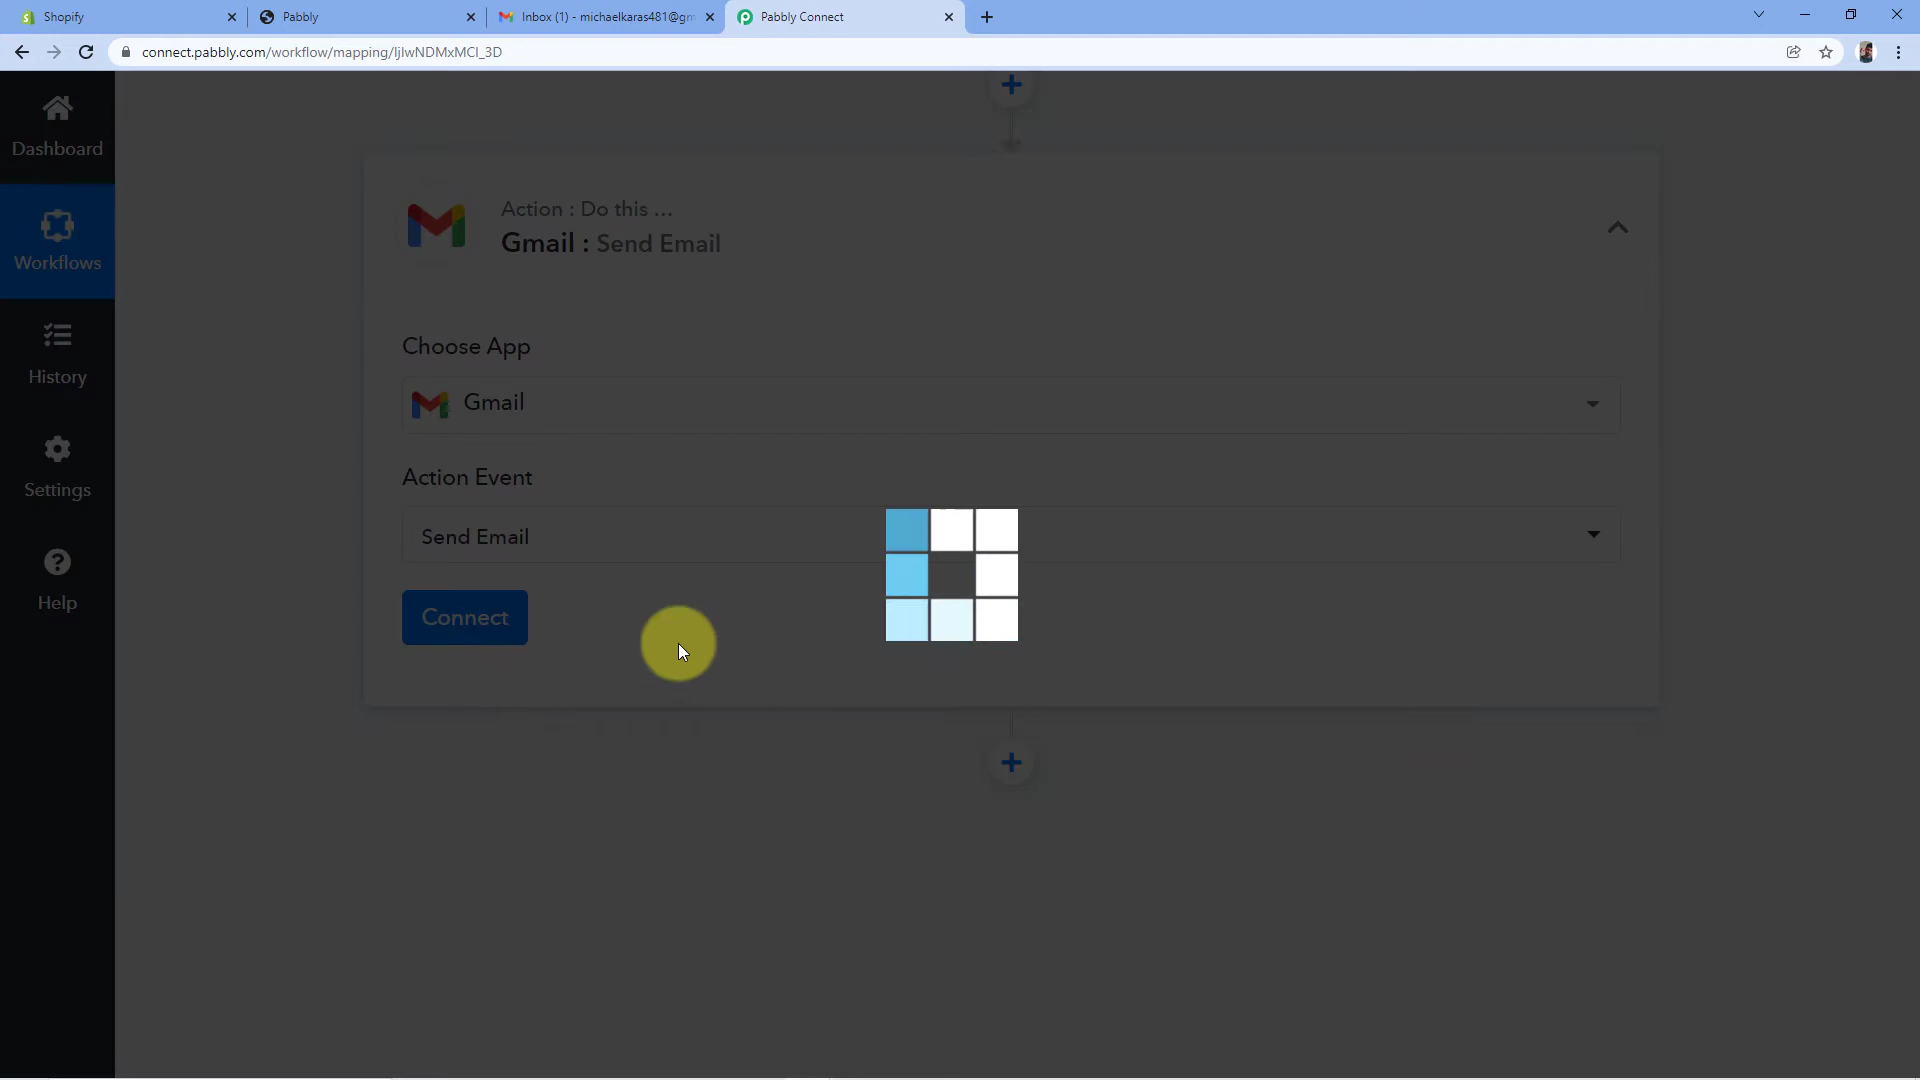 Shopify
Pabbly
Inbox (1) - michaelkaras481@gm
Pabbly Connect
connect.pabbly.com/workflow/mapping/IjIwNDMxMCI_3D
Dashboard
Workflows
History
Settings
Help
Action : Do this ...
Gmail : Send Email
Choose App
Gmail
Action Event
Send Email
Connect